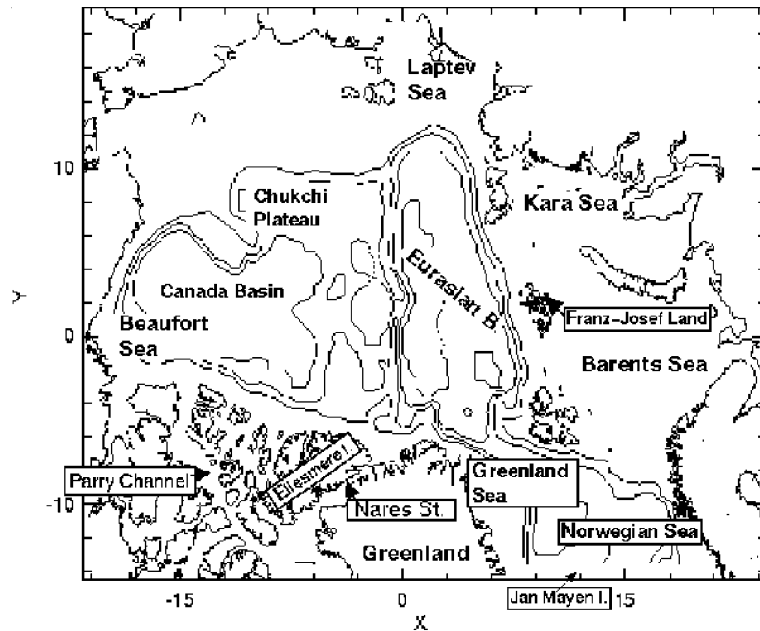 Laptev
Sea
10
Chukchi
Plateau
Kara Sea
Y
Canada Basin
Eurasian B.
Franz-Josef Land
Beaufort
Sea
0
Barents Sea
Parry Channel
Ellesmere I.
Greenland
Sea
-10
Nares St.
Norwegian Sea
Greenland
Jan Mayen I.
-15
0
15
X